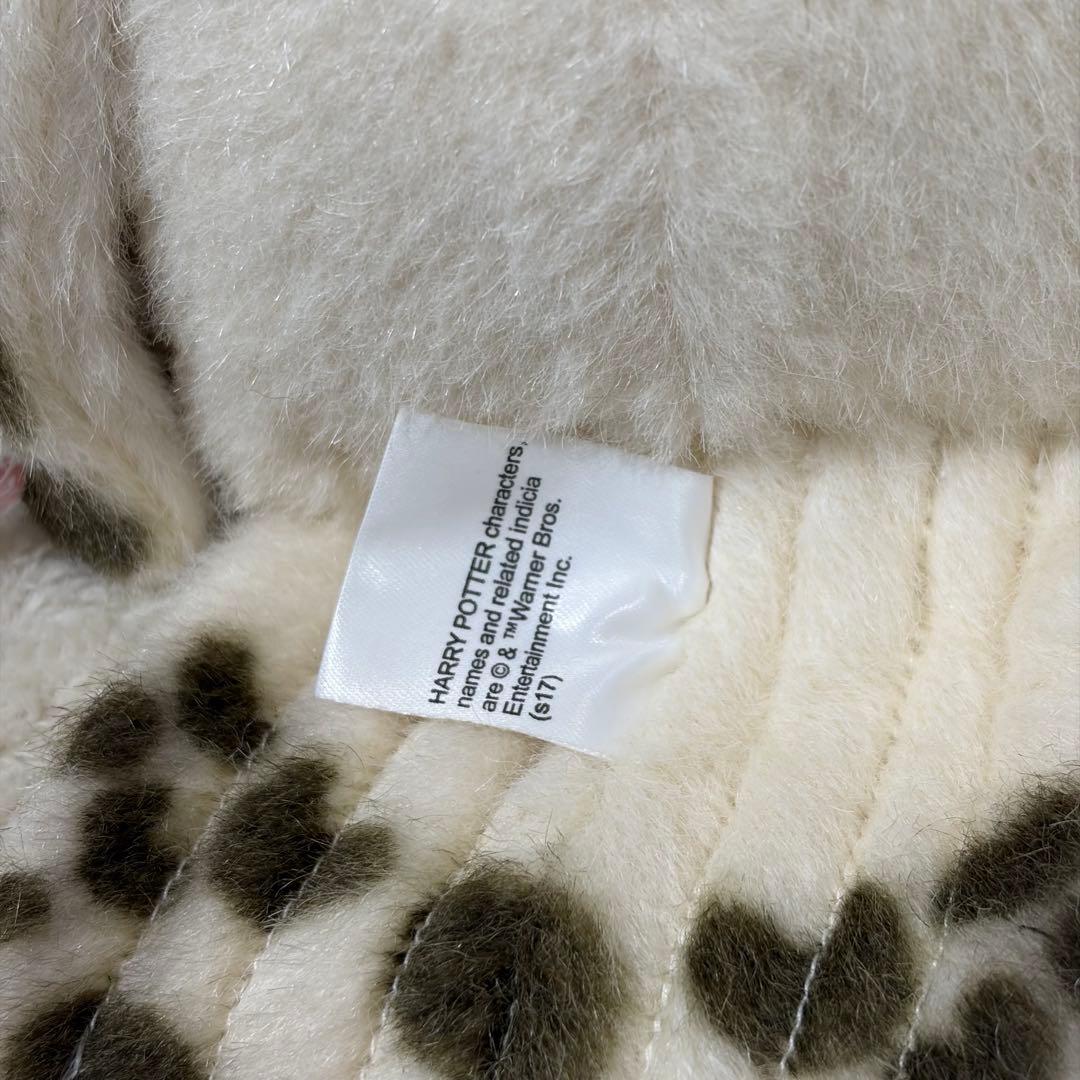 HARRY POTTER characters,
names and related indicia
are © & ™Warner Bros.
Entertainment Inc.
(s17)